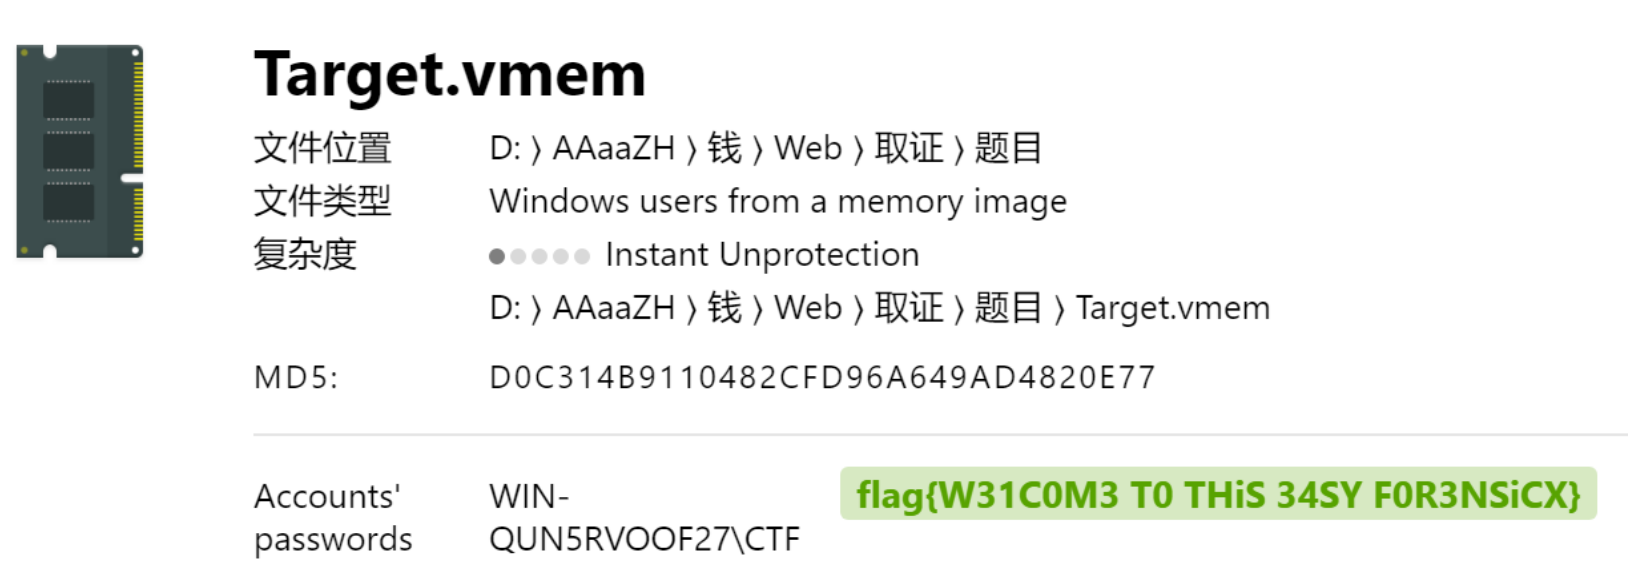 Target.vmem
文件位置 D: ⟩ AAaaZH ⟩ 钱 ⟩ Web ⟩ 取证 ⟩ 题目
文件类型 Windows users from a memory image
复杂度 Instant Unprotection
D: ⟩ AAaaZH ⟩ 钱 ⟩ Web ⟩ 取证 ⟩ 题目 ⟩ Target.vmem
MD5: D0C314B9110482CFD96A649AD4820E77
Accounts' WIN- flag{W31C0M3 T0 THiS 34SY F0R3NSiCX}
passwords QUN5RVOOF27\CTF